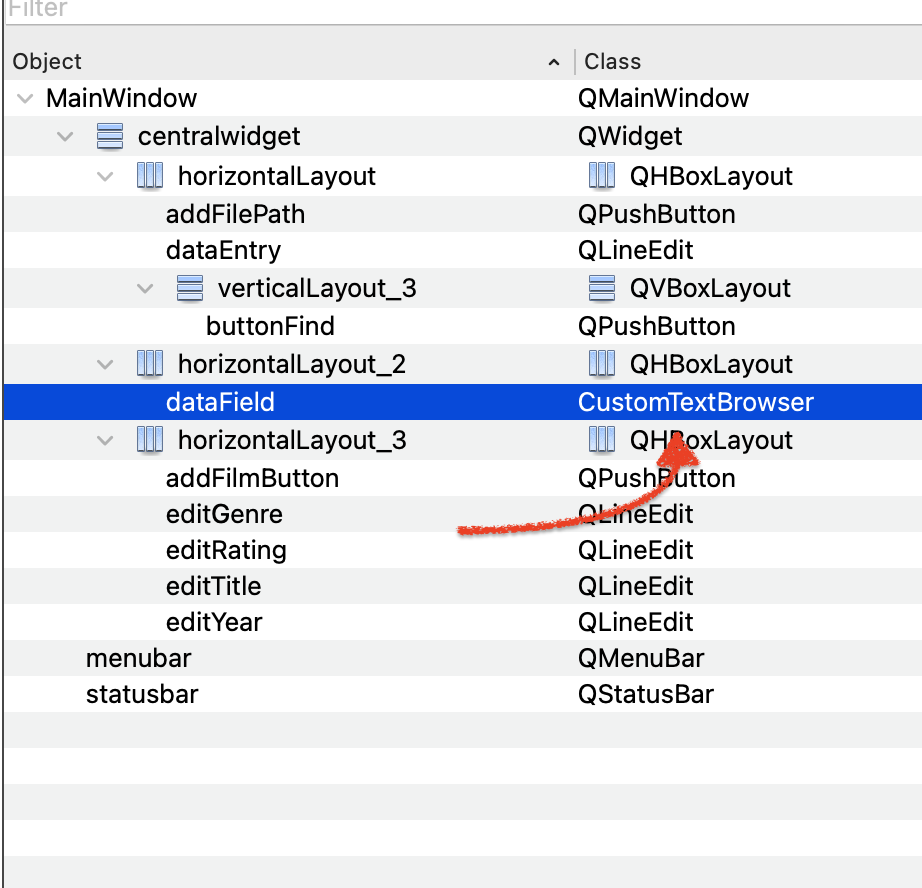 Filter
Object Class
MainWindow QMainWindow
centralwidget QWidget
horizontalLayout QHBoxLayout
addFilePath QPushButton
dataEntry QLineEdit
verticalLayout_3 QVBoxLayout
buttonFind QPushButton
horizontalLayout_2 QHBoxLayout
dataField CustomTextBrowser
horizontalLayout_3 QHBoxLayout
addFilmButton QPushButton
editGenre QLineEdit
editRating QLineEdit
editTitle QLineEdit
editYear QLineEdit
menubar QMenuBar
statusbar QStatusBar